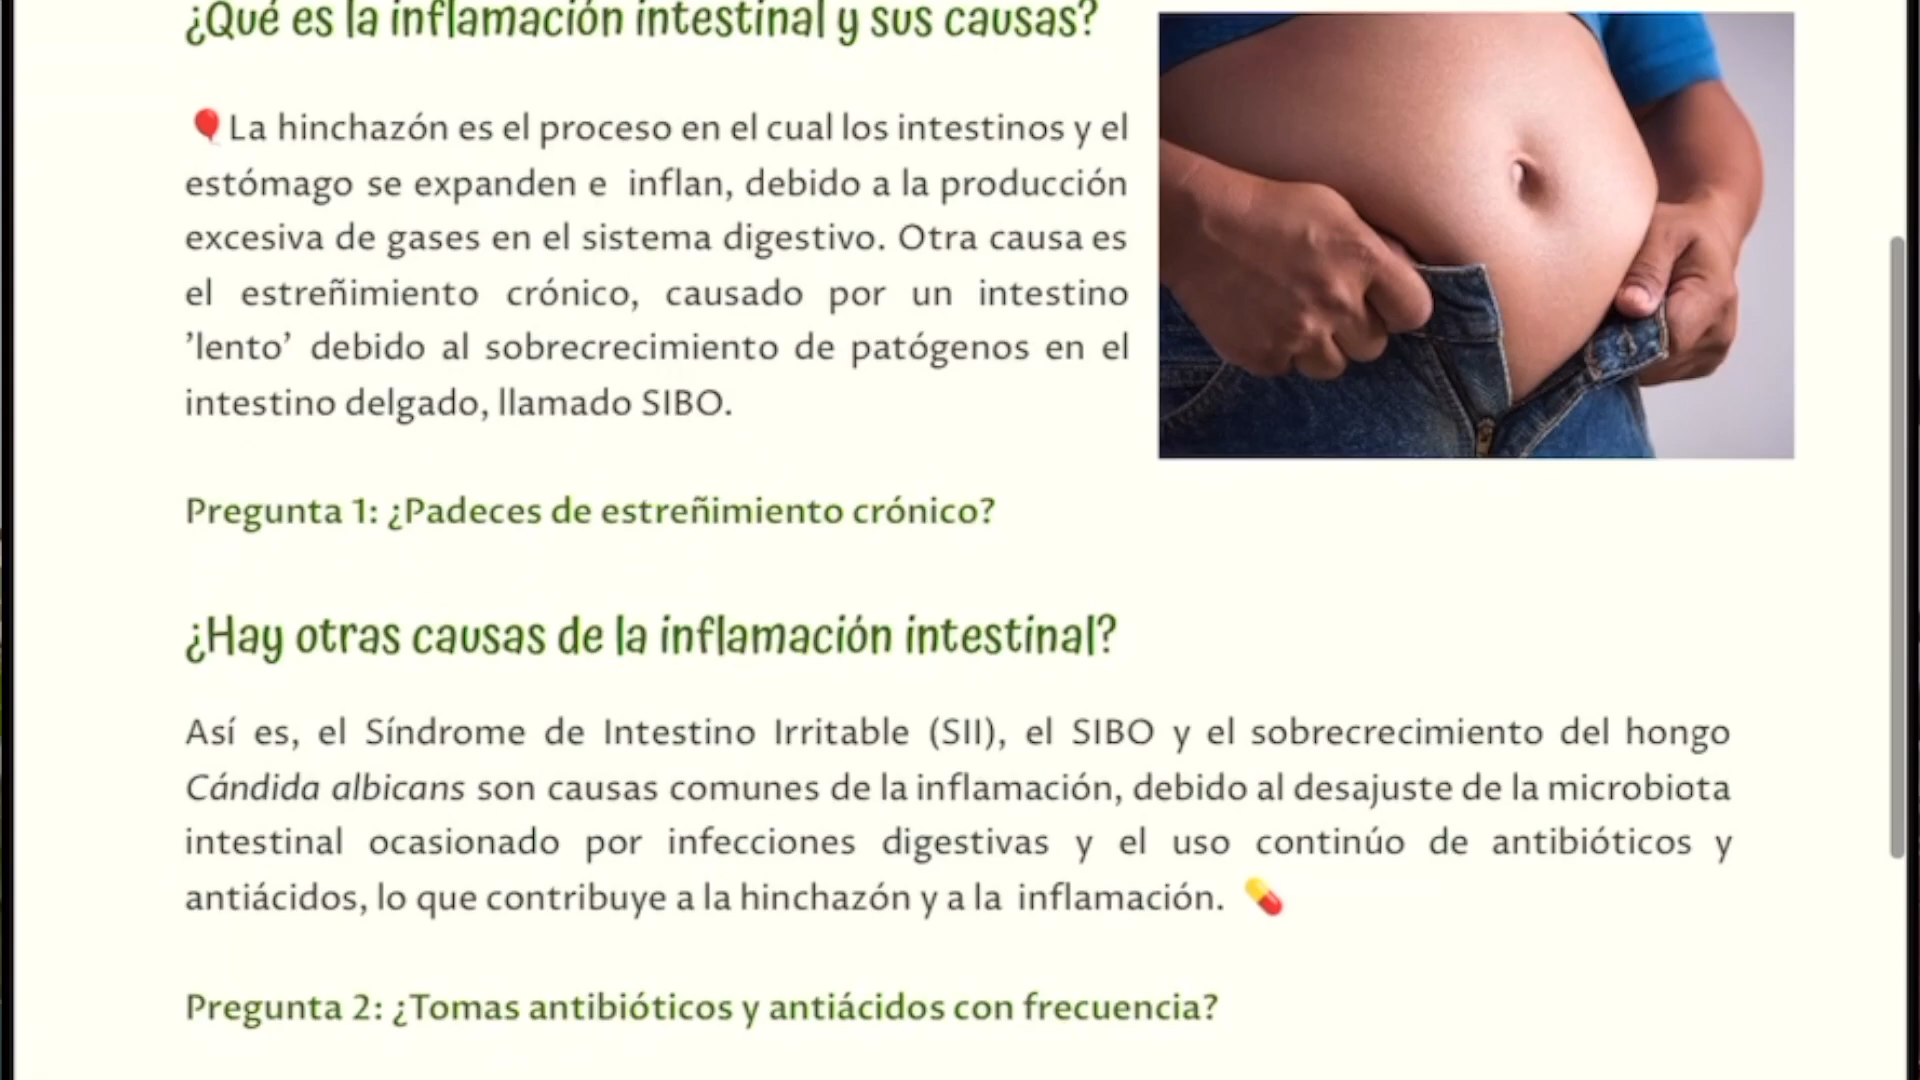 ¿Qué es la inflamación intestinal y sus causas?
🎈La hinchazón es el proceso en el cual los intestinos y el
estómago se expanden e inflan, debido a la producción
excesiva de gases en el sistema digestivo. Otra causa es
el estreñimiento crónico, causado por un intestino
’lento’ debido al sobrecrecimiento de patógenos en el
intestino delgado, llamado SIBO.
Pregunta 1: ¿Padeces de estreñimiento crónico?
¿Hay otras causas de la inflamación intestinal?
Así es, el Síndrome de Intestino Irritable (SII), el SIBO y el sobrecrecimiento del hongo
Cándida albicans son causas comunes de la inflamación, debido al desajuste de la microbiota
intestinal ocasionado por infecciones digestivas y el uso continúo de antibióticos y
antiácidos, lo que contribuye a la hinchazón y a la inflamación. 💊
Pregunta 2: ¿Tomas antibióticos y antiácidos con frecuencia?